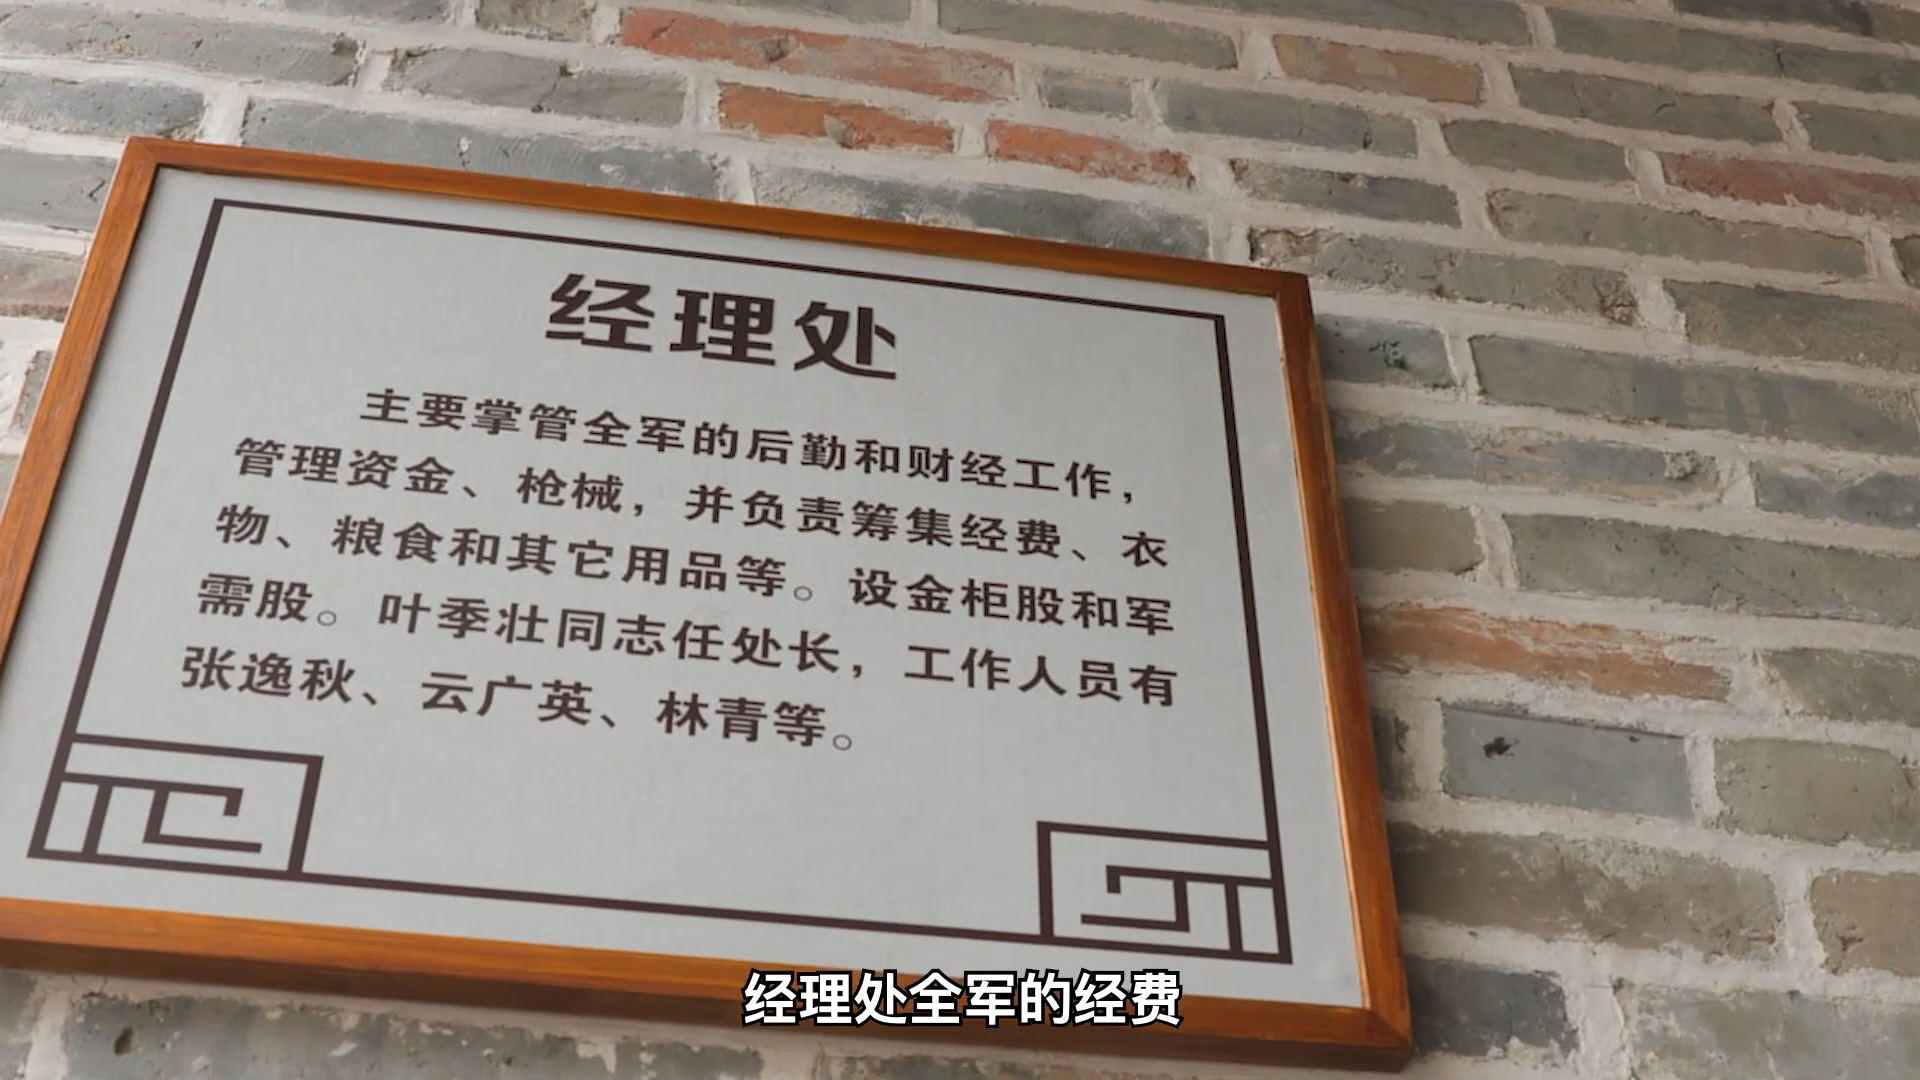 经理处
主要掌管全军的后勤和财经工作，
管理资金、枪械，并负责筹集经费、衣
物、粮食和其它用品等。设金柜股和军
需股。叶季壮同志任处长，工作人员有
张逸秋、云广英、林青等。
经理处全军的经费